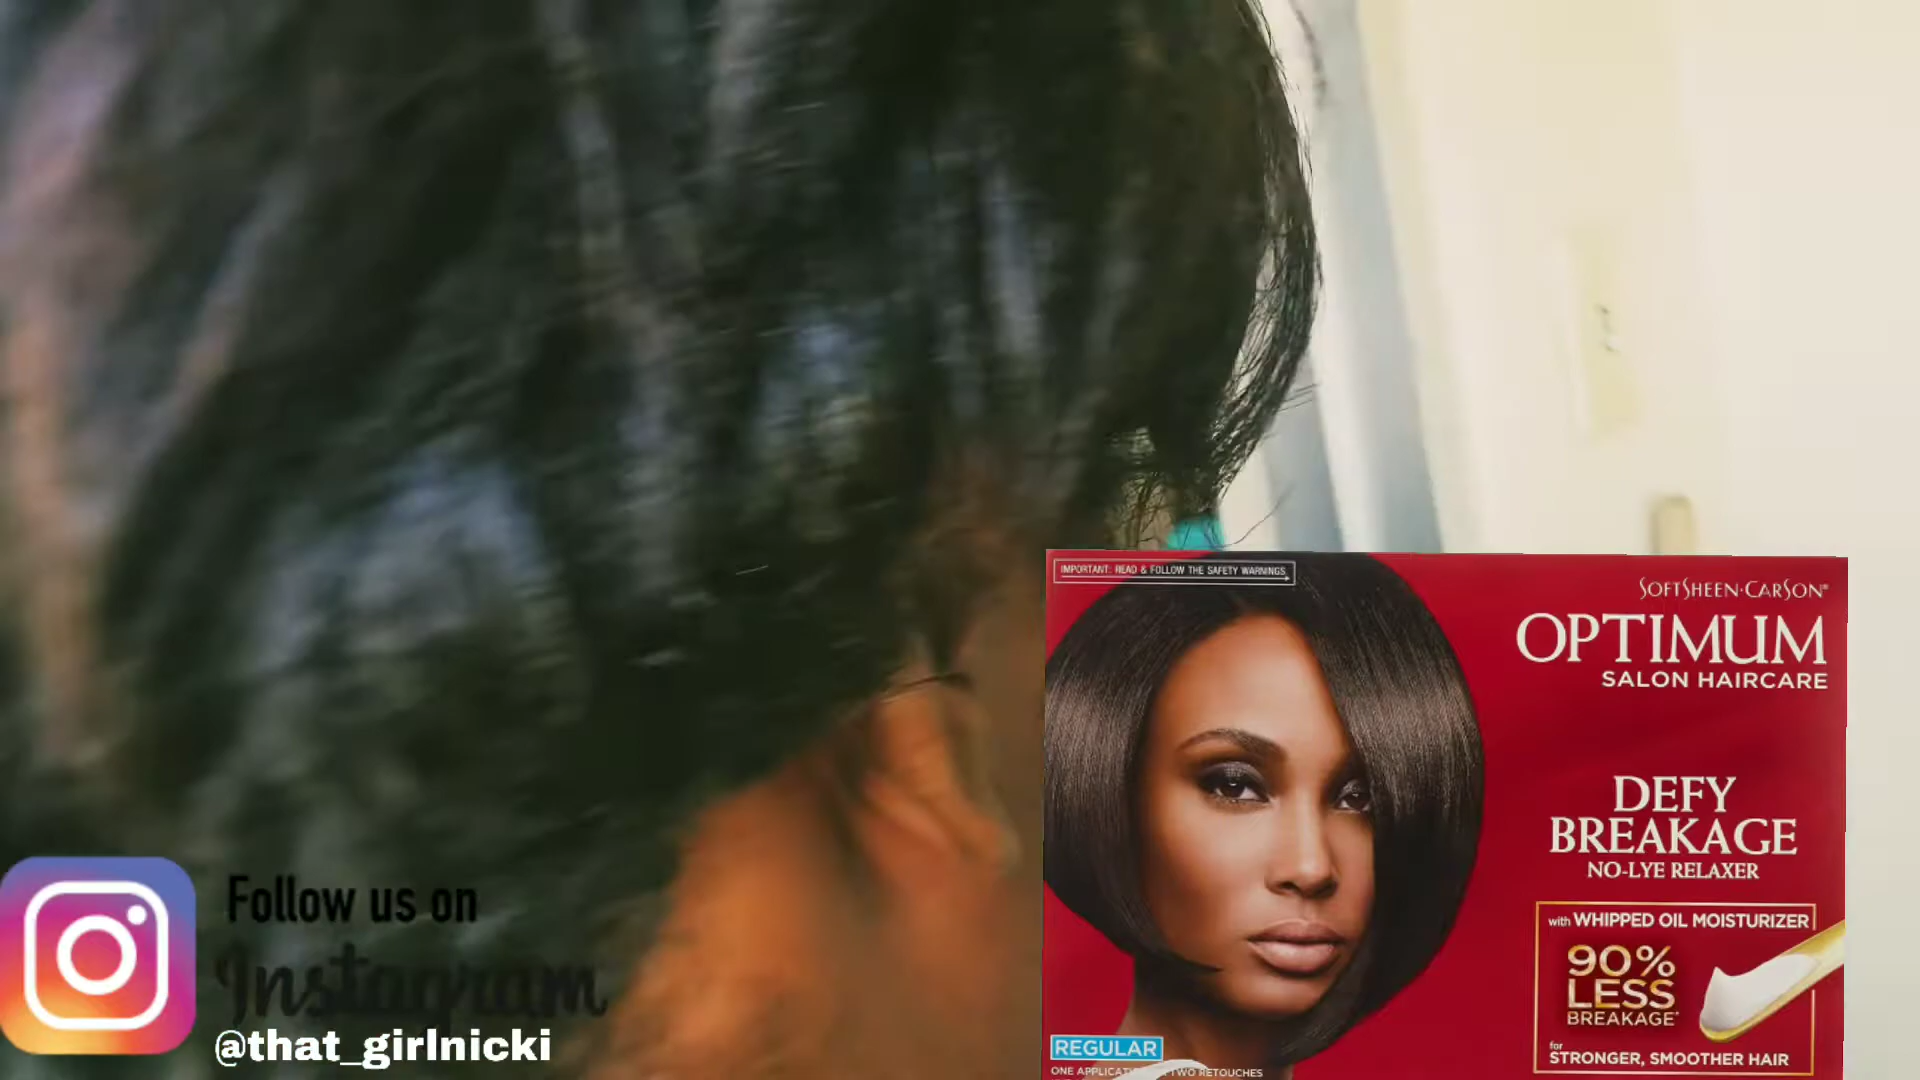 IMPORTANT: READ & FOLLOW THE SAFETY WARNINGS
SOFTSHEEN·CARSON®
OPTIMUM
SALON HAIRCARE
DEFY
BREAKAGE
NO-LYE RELAXER
with WHIPPED OIL MOISTURIZER
90%
LESS
BREAKAGE*
for
STRONGER, SMOOTHER HAIR
REGULAR
ONE TWO RETOUCHES
Follow us on
Instagram
@that_girlnicki